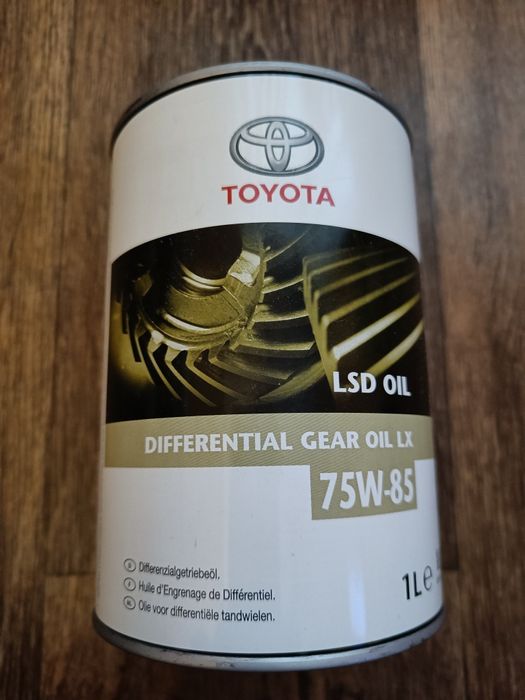 TOYOTA
LSD OIL
DIFFERENTIAL GEAR OIL LX
75W-85
D Differenzialgetriebeöl.
F Huile d'Engrenage de Différentiel.
NL Olie voor differentiële tandwielen.
1L℮